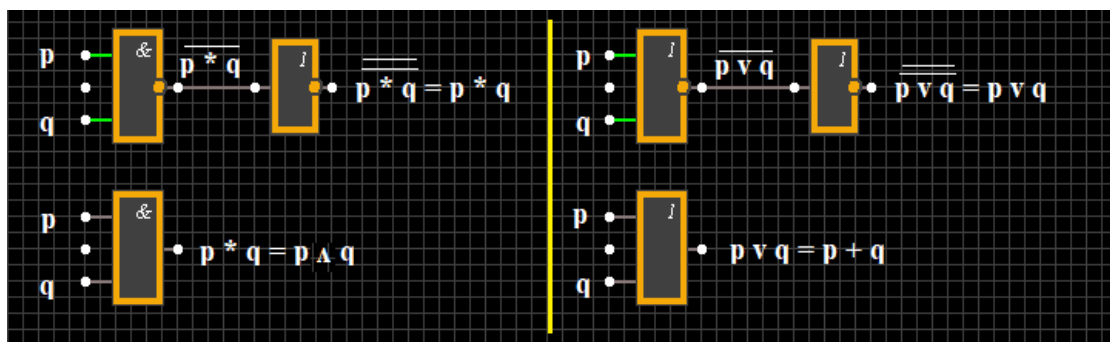 p & p * q 1 p * q = p * q
q
p & p * q = p ∧ q
q
p 1 p v q 1 p v q = p v q
q
p 1 p v q = p + q
q